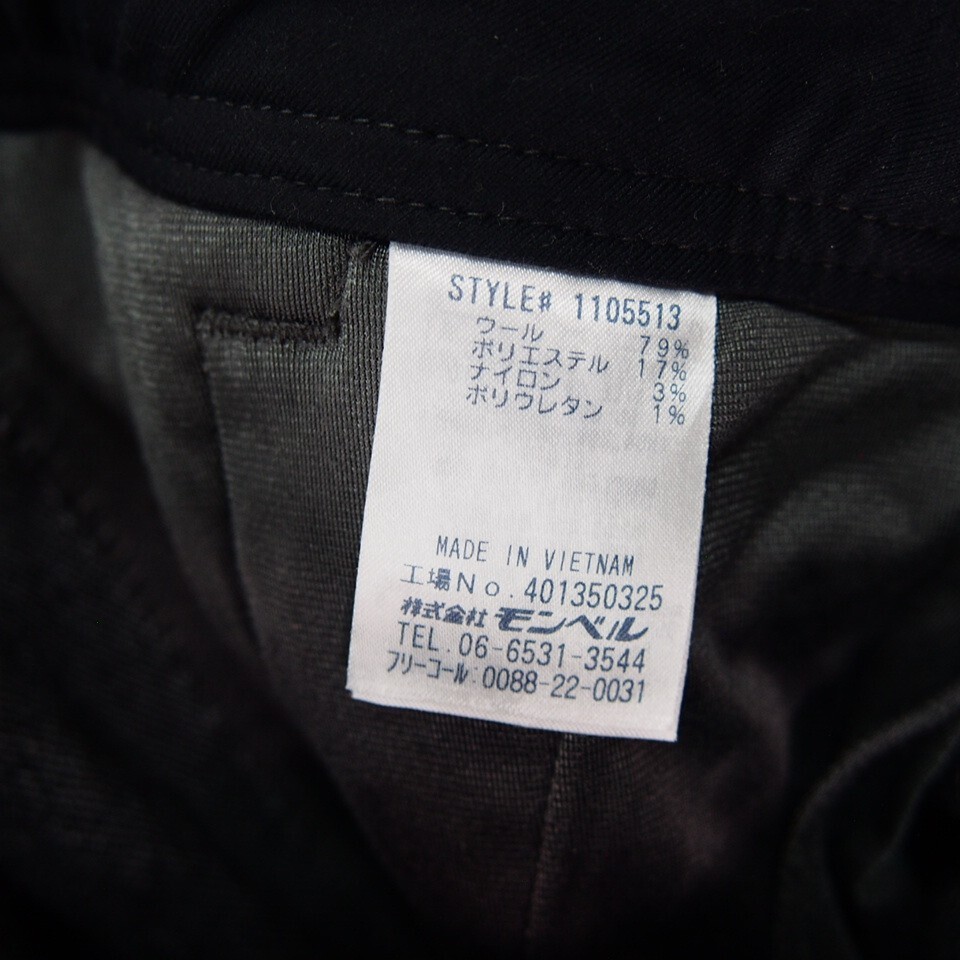 STYLE# 1105513
ウール 79%
ポリエステル 17%
ナイロン 3%
ポリウレタン 1%
MADE IN VIETNAM
工場No.401350325
株式会社モンベル
TEL.06-6531-3544
フリーコール:0088-22-0031